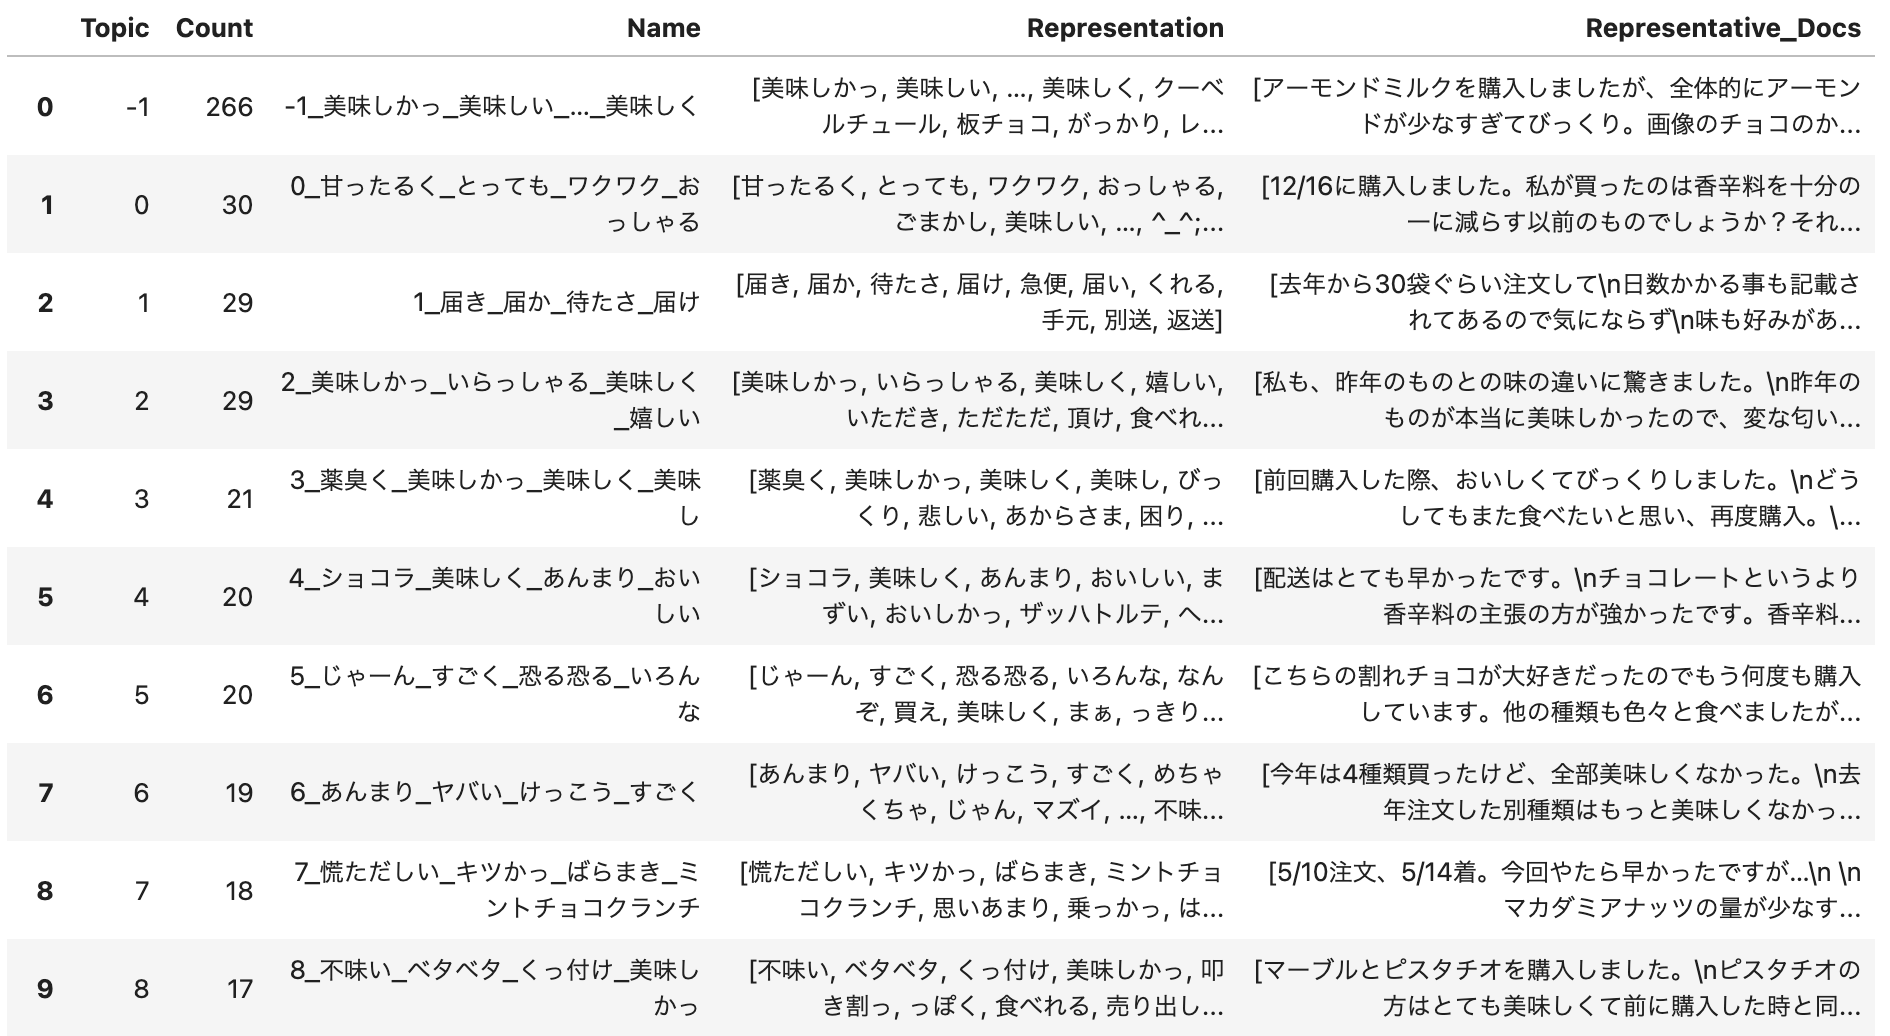 Topic Count Name Representation Representative_Docs
0 -1 266 -1_美味しかっ_美味しい_..._美味しく [美味しかっ, 美味しい, ..., 美味しく, クーベ [アーモンドミルクを購入しましたが、全体的にアーモン
ルチュール, 板チョコ, がっかり, レ... ドが少なすぎてびっくり。画像のチョコのか...
1 0 30 0_甘ったるく_とっても_ワクワク_お [甘ったるく, とっても, ワクワク, おっしゃる, [12/16に購入しました。私が買ったのは香辛料を十分の
っしゃる ごまかし, 美味しい, ..., ^_^;... 一に減らす以前のものでしょうか？それ...
2 1 29 1_届き_届か_待たさ_届け [届き, 届か, 待たさ, 届け, 急便, 届い, くれる, [去年から30袋ぐらい注文して\n日数かかる事も記載さ
手元, 別送, 返送] れてあるので気にならず\n味も好みがあ...
3 2 29 2_美味しかっ_いらっしゃる_美味しく [美味しかっ, いらっしゃる, 美味しく, 嬉しい, [私も、昨年のものとの味の違いに驚きました。\n昨年の
_嬉しい いただき, ただただ, 頂け, 食べれ... ものが本当に美味しかったので、変な匂い...
4 3 21 3_薬臭く_美味しかっ_美味しく_美味 [薬臭く, 美味しかっ, 美味しく, 美味し, びっ [前回購入した際、おいしくてびっくりしました。\nどう
し くり, 悲しい, あからさま, 困り, ... してもまた食べたいと思い、再度購入。\...
5 4 20 4_ショコラ_美味しく_あんまり_おい [ショコラ, 美味しく, あんまり, おいしい, ま [配送はとても早かったです。\nチョコレートというより
しい ずい, おいしかっ, ザッハトルテ, へ... 香辛料の主張の方が強かったです。香辛料...
6 5 20 5_じゃーん_すごく_恐る恐る_いろん [じゃーん, すごく, 恐る恐る, いろんな, なん [こちらの割れチョコが大好きだったのでもう何度も購入
な ぞ, 買え, 美味しく, まぁ, っきり... しています。他の種類も色々と食べましたが...
7 6 19 6_あんまり_ヤバい_けっこう_すごく [あんまり, ヤバい, けっこう, すごく, めちゃ [今年は4種類買ったけど、全部美味しくなかった。\n去
くちゃ, じゃん, マズイ, ..., 不味... 年注文した別種類はもっと美味しくなかっ...
8 7 18 7_慌ただしい_キツかっ_ばらまき_ミ [慌ただしい, キツかっ, ばらまき, ミントチョ [5/10注文、5/14着。今回やたら早かったですが...\n \n
ントチョコクランチ コクランチ, 思いあまり, 乗っかっ, は... マカダミアナッツの量が少なす...
9 8 17 8_不味い_ベタベタ_くっ付け_美味し [不味い, ベタベタ, くっ付け, 美味しかっ, 叩 [マーブルとピスタチオを購入しました。\nピスタチオの
かっ き割っ, っぽく, 食べれる, 売り出し... 方はとても美味しくて前に購入した時と同...